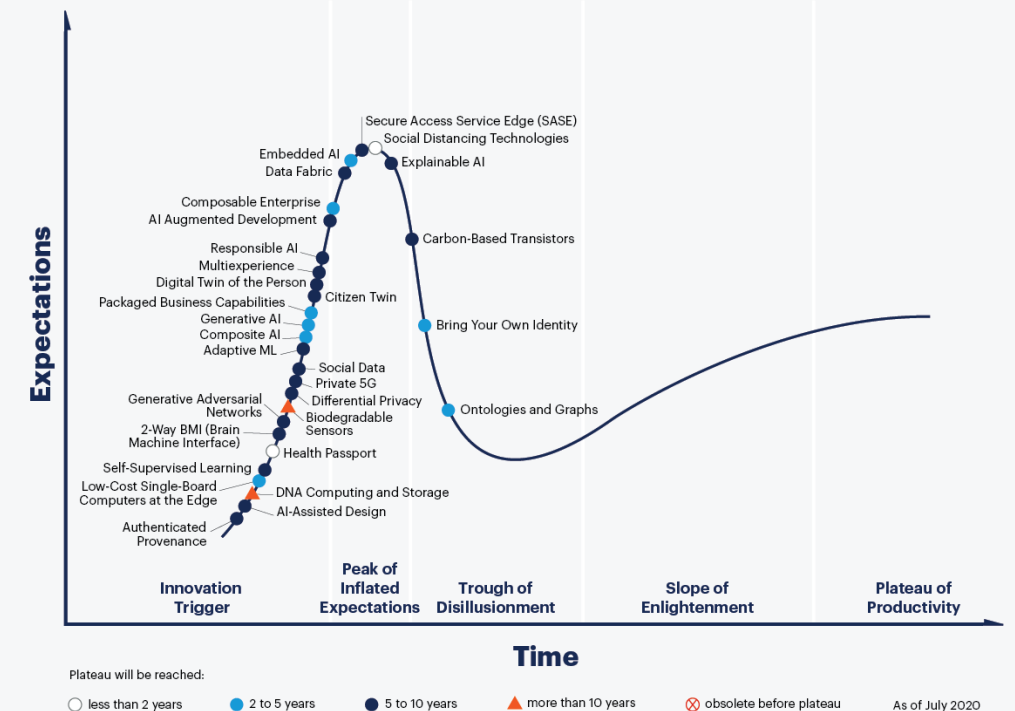 Secure Access Service Edge (SASE)
Social Distancing Technologies
Embedded AI
Explainable AI
Data Fabric
Composable Enterprise
AI Augmented Development
Carbon-Based Transistors
Responsible AI
Multiexperience
Digital Twin of the Person
Citizen Twin
Packaged Business Capabilities
Generative AI
Bring Your Own Identity
Composite AI
Adaptive ML
Social Data
Private 5G
Differential Privacy
Generative Adversarial
Networks
Ontologies and Graphs
Biodegradable
Sensors
2-Way BMI (Brain
Machine Interface)
Health Passport
Self-Supervised Learning
Low-Cost Single-Board
Computers at the Edge
DNA Computing and Storage
AI-Assisted Design
Authenticated
Provenance
Expectations
Innovation
Trigger
Peak of
Inflated
Expectations
Trough of
Disillusionment
Slope of
Enlightenment
Plateau of
Productivity
Time
Plateau will be reached:
less than 2 years
2 to 5 years
5 to 10 years
more than 10 years
obsolete before plateau
As of July 2020